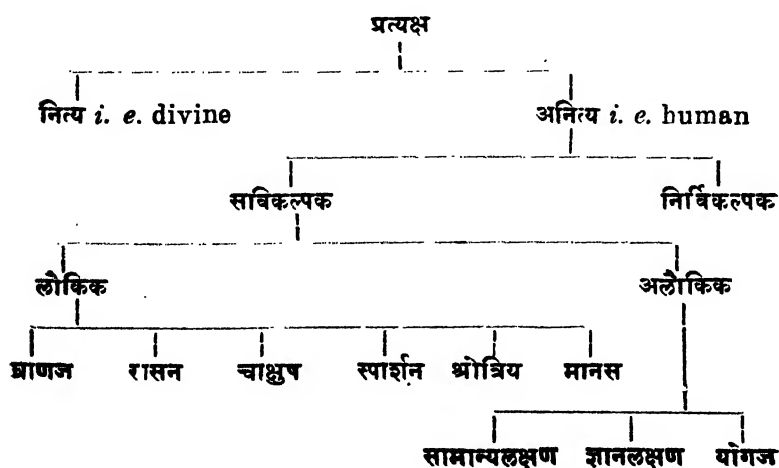 प्रत्यक्ष
नित्य i. e. divine अनित्य i. e. human
सविकल्पक निर्विकल्पक
लौकिक अलौकिक
घ्राणज रासन चाक्षुष स्पार्शन श्रोत्रिय मानस
सामान्यलक्षण ज्ञानलक्षण योगज